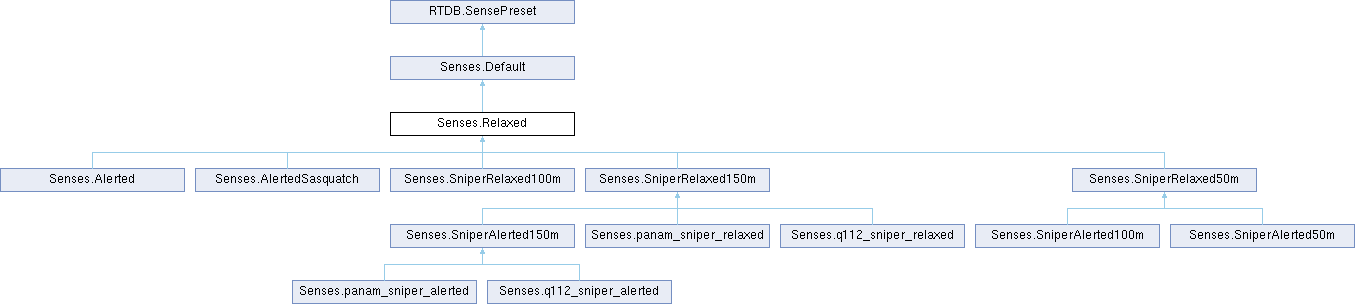 RTDB.SensePreset
Senses.Default
Senses.Relaxed
Senses.Alerted
Senses.AlertedSasquatch
Senses.SniperRelaxed100m
Senses.SniperRelaxed150m
Senses.SniperRelaxed50m
Senses.SniperAlerted150m
Senses.panam_sniper_relaxed
Senses.q112_sniper_relaxed
Senses.SniperAlerted100m
Senses.SniperAlerted50m
Senses.panam_sniper_alerted
Senses.q112_sniper_alerted